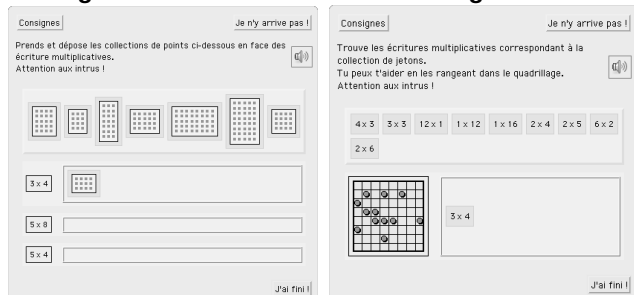 Consignes
Je n'y arrive pas !
Prends et dépose les collections de points ci-dessous en face des
écriture multiplicatives.
Attention aux intrus !
3 x 4
5 x 8
5 x 4
J'ai fini !
Consignes
Je n'y arrive pas !
Trouve les écritures multiplicatives correspondant à la
collection de jetons.
Tu peux t'aider en les rangeant dans le quadrillage.
Attention aux intrus !
4 x 3 3 x 3 12 x 1 1 x 12 1 x 16 2 x 4 2 x 5 6 x 2
2 x 6
3 x 4
J'ai fini !